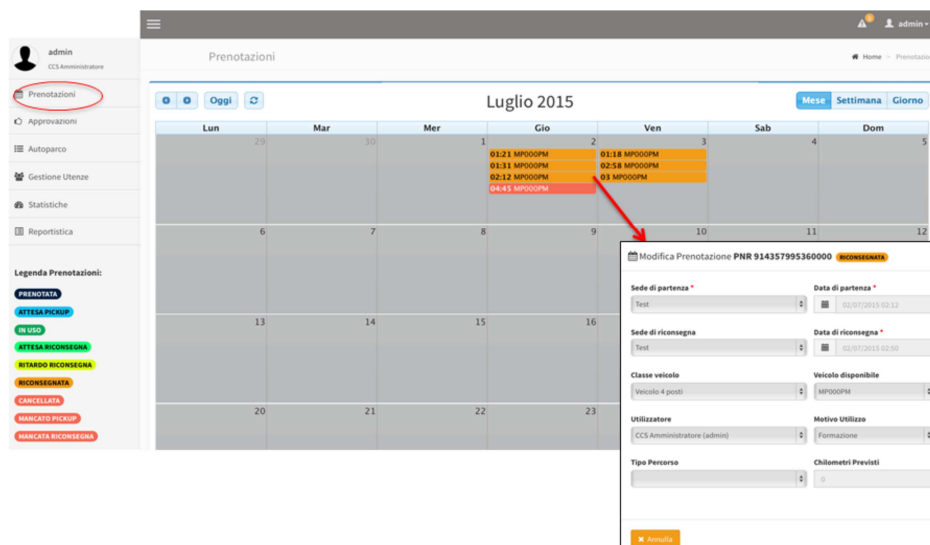 5
admin
admin
CCS Amministratore
Prenotazioni
Home > Prenotazio
Prenotazioni
Approvazioni
Autoparco
Gestione Utenze
Statistiche
Reportistica
Legenda Prenotazioni:
PRENOTATA
ATTESA PICKUP
IN USO
ATTESA RICONSEGNA
RITARDO RICONSEGNA
RICONSEGNATA
CANCELLATA
MANCATO PICKUP
MANCATA RICONSEGNA
Oggi
Luglio 2015
Mese Settimana Giorno
Lun Mar Mer Gio Ven Sab Dom
29 30 1 2 3 4 5
01:21 MP000PM 01:18 MP000PM
01:31 MP000PM 02:58 MP000PM
02:12 MP000PM 03 MP000PM
04:45 MP000PM
6 7 8 9 10 11 12
13 14 15 16
20 21 22 23
Modifica Prenotazione PNR 914357995360000 RICONSEGNATA
Sede di partenza * Data di partenza *
Test 02/07/2015 02:12
Sede di riconsegna Data di riconsegna *
Test 02/07/2015 02:50
Classe veicolo Veicolo disponibile
Veicolo 4 posti MP000PM
Utilizzatore Motivo Utilizzo
CCS Amministratore (admin) Formazione
Tipo Percorso Chilometri Previsti
0
Annulla